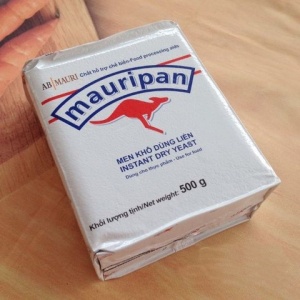 AB MAURI Chất hỗ trợ chế biến-Food processing aids
mauripan
MEN KHÔ DÙNG LIỀN
INSTANT DRY YEAST
Dùng cho thực phẩm - Use for food
Khối lượng tịnh/Net weight: 500 g